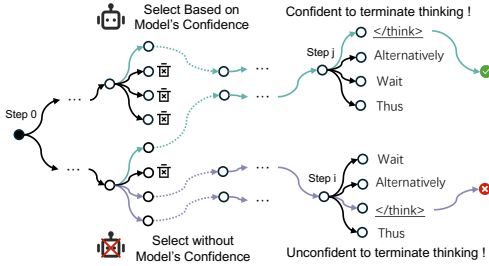 Select Based on
Model's Confidence
Confident to terminate thinking !
Step 0
...
...
...
...
Step j
</think>
Alternatively
Wait
Thus
...
...
...
Step i
Wait
Alternatively
</think>
Thus
Select without
Model's Confidence
Unconfident to terminate thinking !